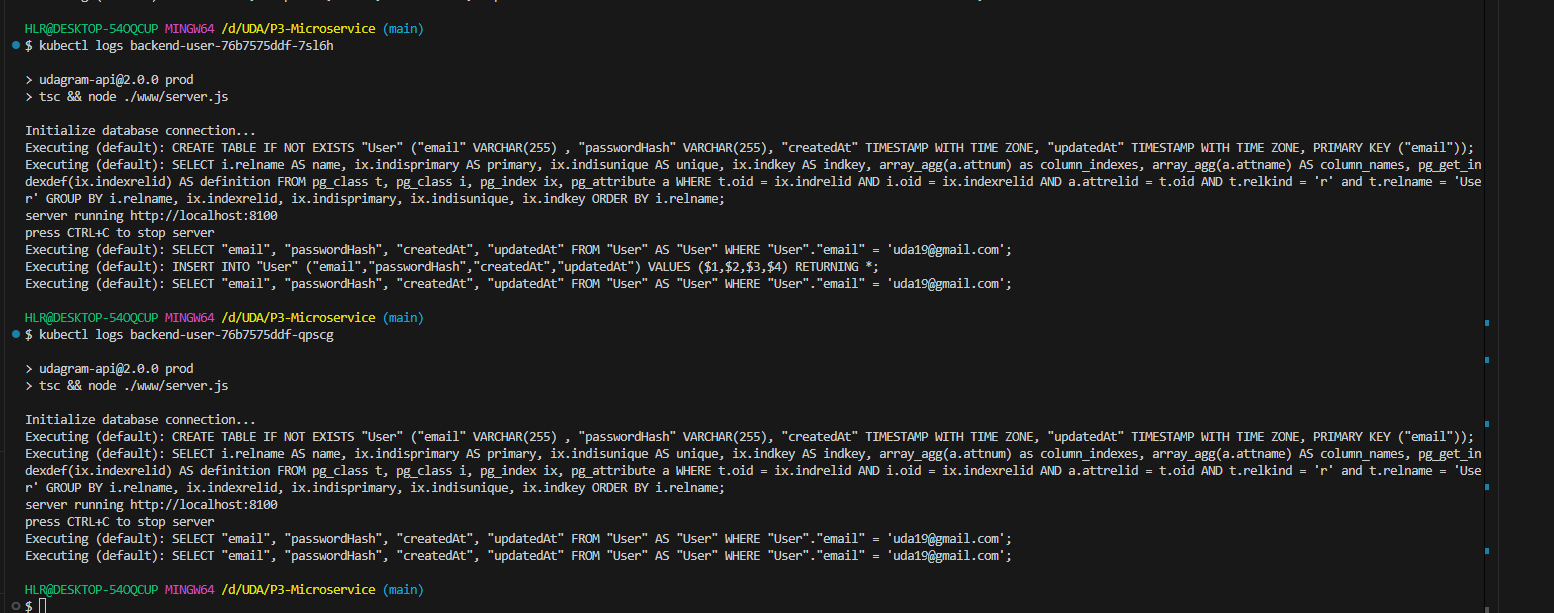 HLR@DESKTOP-54OQCUP MINGW64 /d/UDA/P3-Microservice (main)
$ kubectl logs backend-user-76b7575ddf-7sl6h
> udagram-api@2.0.0 prod
> tsc && node ./www/server.js
Initialize database connection...
Executing (default): CREATE TABLE IF NOT EXISTS "User" ("email" VARCHAR(255) , "passwordHash" VARCHAR(255), "createdAt" TIMESTAMP WITH TIME ZONE, "updatedAt" TIMESTAMP WITH TIME ZONE, PRIMARY KEY ("email"));
Executing (default): SELECT i.relname AS name, ix.indisprimary AS primary, ix.indisunique AS unique, ix.indkey AS indkey, array_agg(a.attnum) as column_indexes, array_agg(a.attname) AS column_names, pg_get_in
dexdef(ix.indexrelid) AS definition FROM pg_class t, pg_class i, pg_index ix, pg_attribute a WHERE t.oid = ix.indrelid AND i.oid = ix.indexrelid AND a.attrelid = t.oid AND t.relkind = 'r' and t.relname = 'Use
r' GROUP BY i.relname, ix.indexrelid, ix.indisprimary, ix.indisunique, ix.indkey ORDER BY i.relname;
server running http://localhost:8100
press CTRL+C to stop server
Executing (default): SELECT "email", "passwordHash", "createdAt", "updatedAt" FROM "User" AS "User" WHERE "User"."email" = 'uda19@gmail.com';
Executing (default): INSERT INTO "User" ("email","passwordHash","createdAt","updatedAt") VALUES ($1,$2,$3,$4) RETURNING *;
Executing (default): SELECT "email", "passwordHash", "createdAt", "updatedAt" FROM "User" AS "User" WHERE "User"."email" = 'uda19@gmail.com';
HLR@DESKTOP-54OQCUP MINGW64 /d/UDA/P3-Microservice (main)
$ kubectl logs backend-user-76b7575ddf-qpscg
> udagram-api@2.0.0 prod
> tsc && node ./www/server.js
Initialize database connection...
Executing (default): CREATE TABLE IF NOT EXISTS "User" ("email" VARCHAR(255) , "passwordHash" VARCHAR(255), "createdAt" TIMESTAMP WITH TIME ZONE, "updatedAt" TIMESTAMP WITH TIME ZONE, PRIMARY KEY ("email"));
Executing (default): SELECT i.relname AS name, ix.indisprimary AS primary, ix.indisunique AS unique, ix.indkey AS indkey, array_agg(a.attnum) as column_indexes, array_agg(a.attname) AS column_names, pg_get_in
dexdef(ix.indexrelid) AS definition FROM pg_class t, pg_class i, pg_index ix, pg_attribute a WHERE t.oid = ix.indrelid AND i.oid = ix.indexrelid AND a.attrelid = t.oid AND t.relkind = 'r' and t.relname = 'Use
r' GROUP BY i.relname, ix.indexrelid, ix.indisprimary, ix.indisunique, ix.indkey ORDER BY i.relname;
server running http://localhost:8100
press CTRL+C to stop server
Executing (default): SELECT "email", "passwordHash", "createdAt", "updatedAt" FROM "User" AS "User" WHERE "User"."email" = 'uda19@gmail.com';
Executing (default): SELECT "email", "passwordHash", "createdAt", "updatedAt" FROM "User" AS "User" WHERE "User"."email" = 'uda19@gmail.com';
HLR@DESKTOP-54OQCUP MINGW64 /d/UDA/P3-Microservice (main)
$